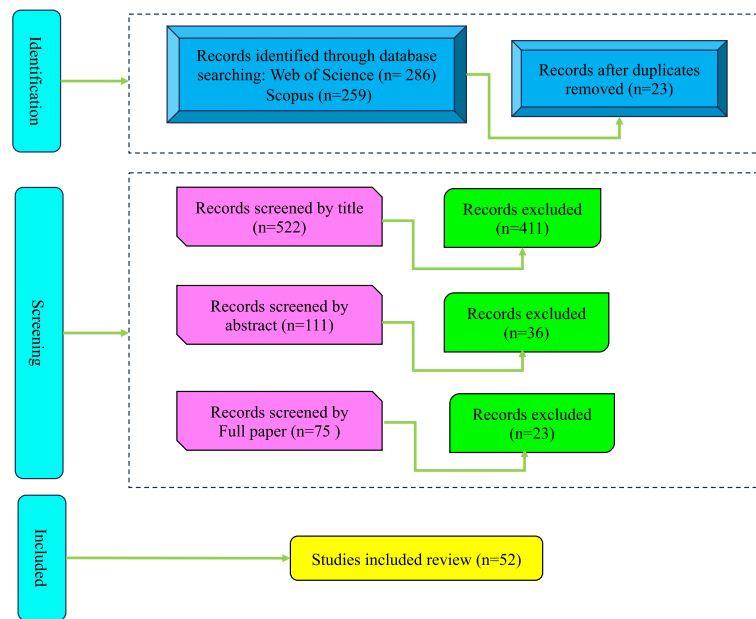 Identification
Records identified through database
searching: Web of Science (n= 286)
Scopus (n=259)
Records after duplicates
removed (n=23)
Screening
Records screened by title
(n=522)
Records excluded
(n=411)
Records screened by
abstract (n=111)
Records excluded
(n=36)
Records screened by
Full paper (n=75 )
Records excluded
(n=23)
Included
Studies included review (n=52)